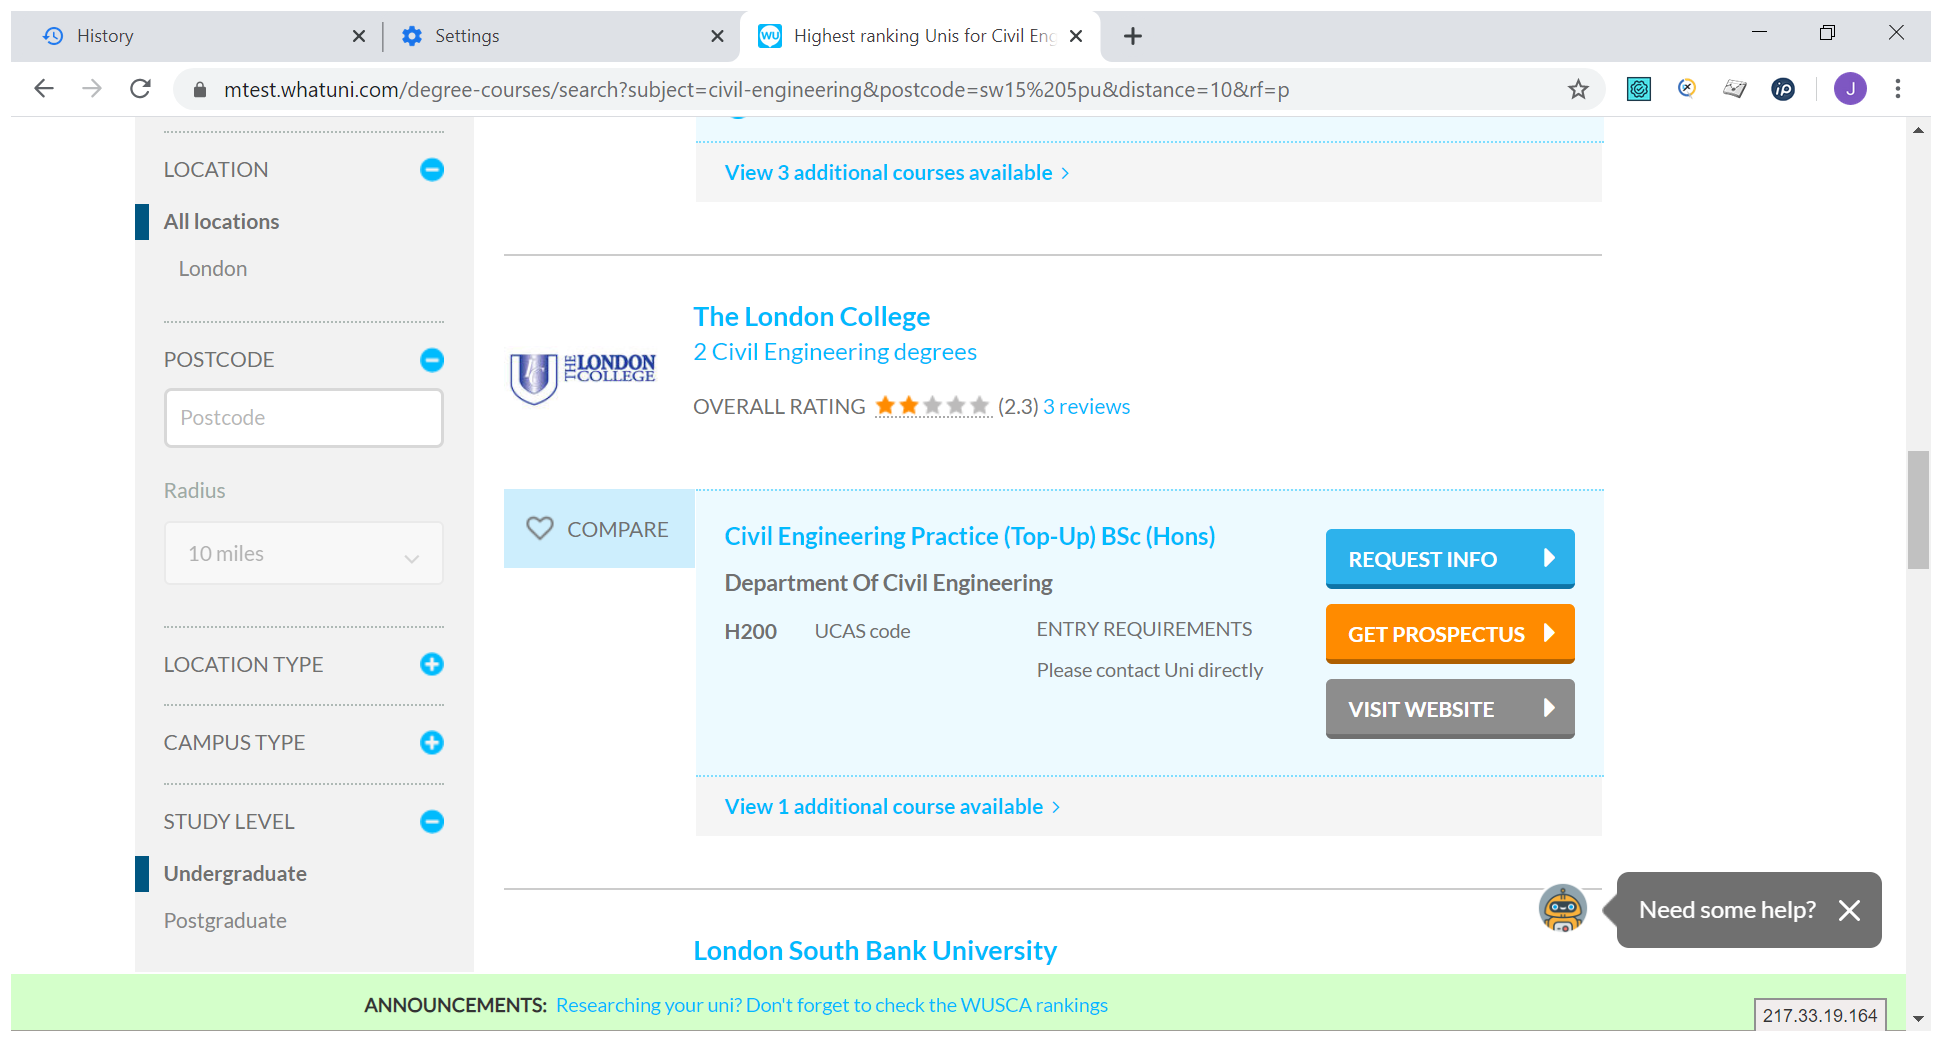 History
Settings
Highest ranking Unis for Civil Eng
mtest.whatuni.com/degree-courses/search?subject=civil-engineering&postcode=sw15%205pu&distance=10&rf=p
J
LOCATION
All locations
London
POSTCODE
Postcode
Radius
10 miles
LOCATION TYPE
CAMPUS TYPE
STUDY LEVEL
Undergraduate
Postgraduate
View 3 additional courses available >
THE LONDON COLLEGE
The London College
2 Civil Engineering degrees
OVERALL RATING (2.3) 3 reviews
COMPARE
Civil Engineering Practice (Top-Up) BSc (Hons)
Department Of Civil Engineering
H200 UCAS code
ENTRY REQUIREMENTS
Please contact Uni directly
REQUEST INFO
GET PROSPECTUS
VISIT WEBSITE
View 1 additional course available >
London South Bank University
Need some help?
ANNOUNCEMENTS: Researching your uni? Don't forget to check the WUSCA rankings
217.33.19.164